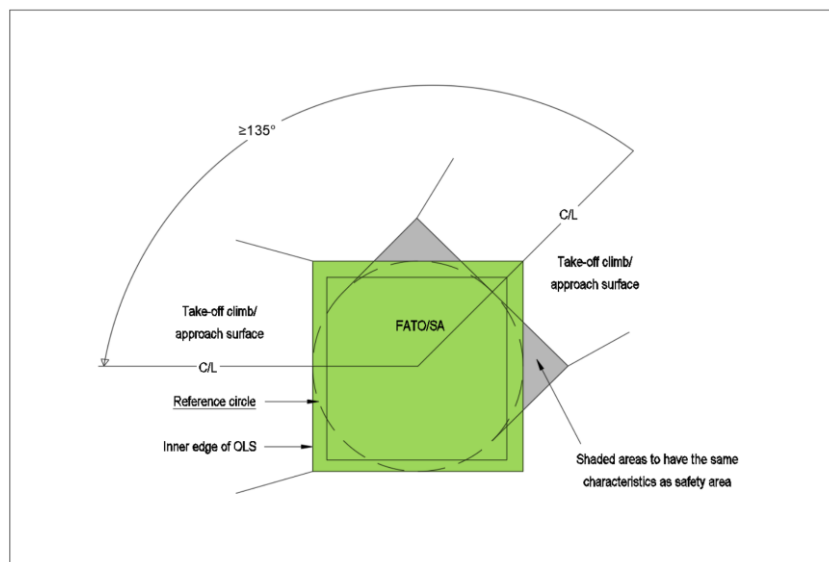 ≥135°
C/L
Take-off climb/
approach surface
Take-off climb/
approach surface
FATO/SA
C/L
Reference circle
Inner edge of OLS
Shaded areas to have the same
characteristics as safety area